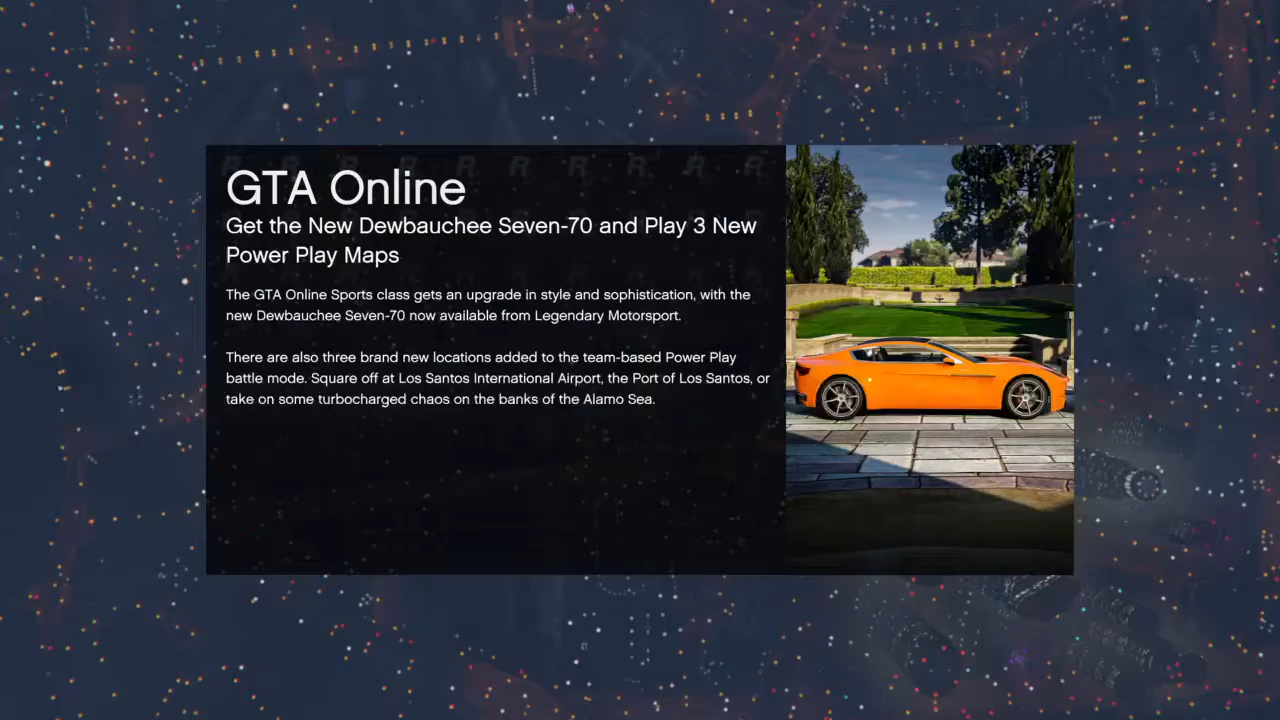 GTA Online
Get the New Dewbauchee Seven-70 and Play 3 New
Power Play Maps
The GTA Online Sports class gets an upgrade in style and sophistication, with the
new Dewbauchee Seven-70 now available from Legendary Motorsport.
There are also three brand new locations added to the team-based Power Play
battle mode. Square off at Los Santos International Airport, the Port of Los Santos, or
take on some turbocharged chaos on the banks of the Alamo Sea.